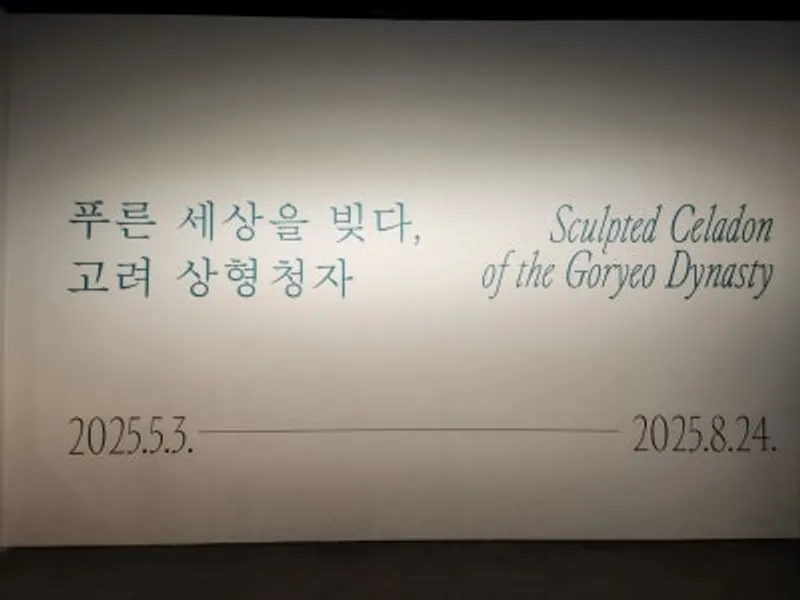 푸른 세상을 빚다,
고려 상형청자
Sculpted Celadon
of the Goryeo Dynasty
2025.5.3.
2025.8.24.